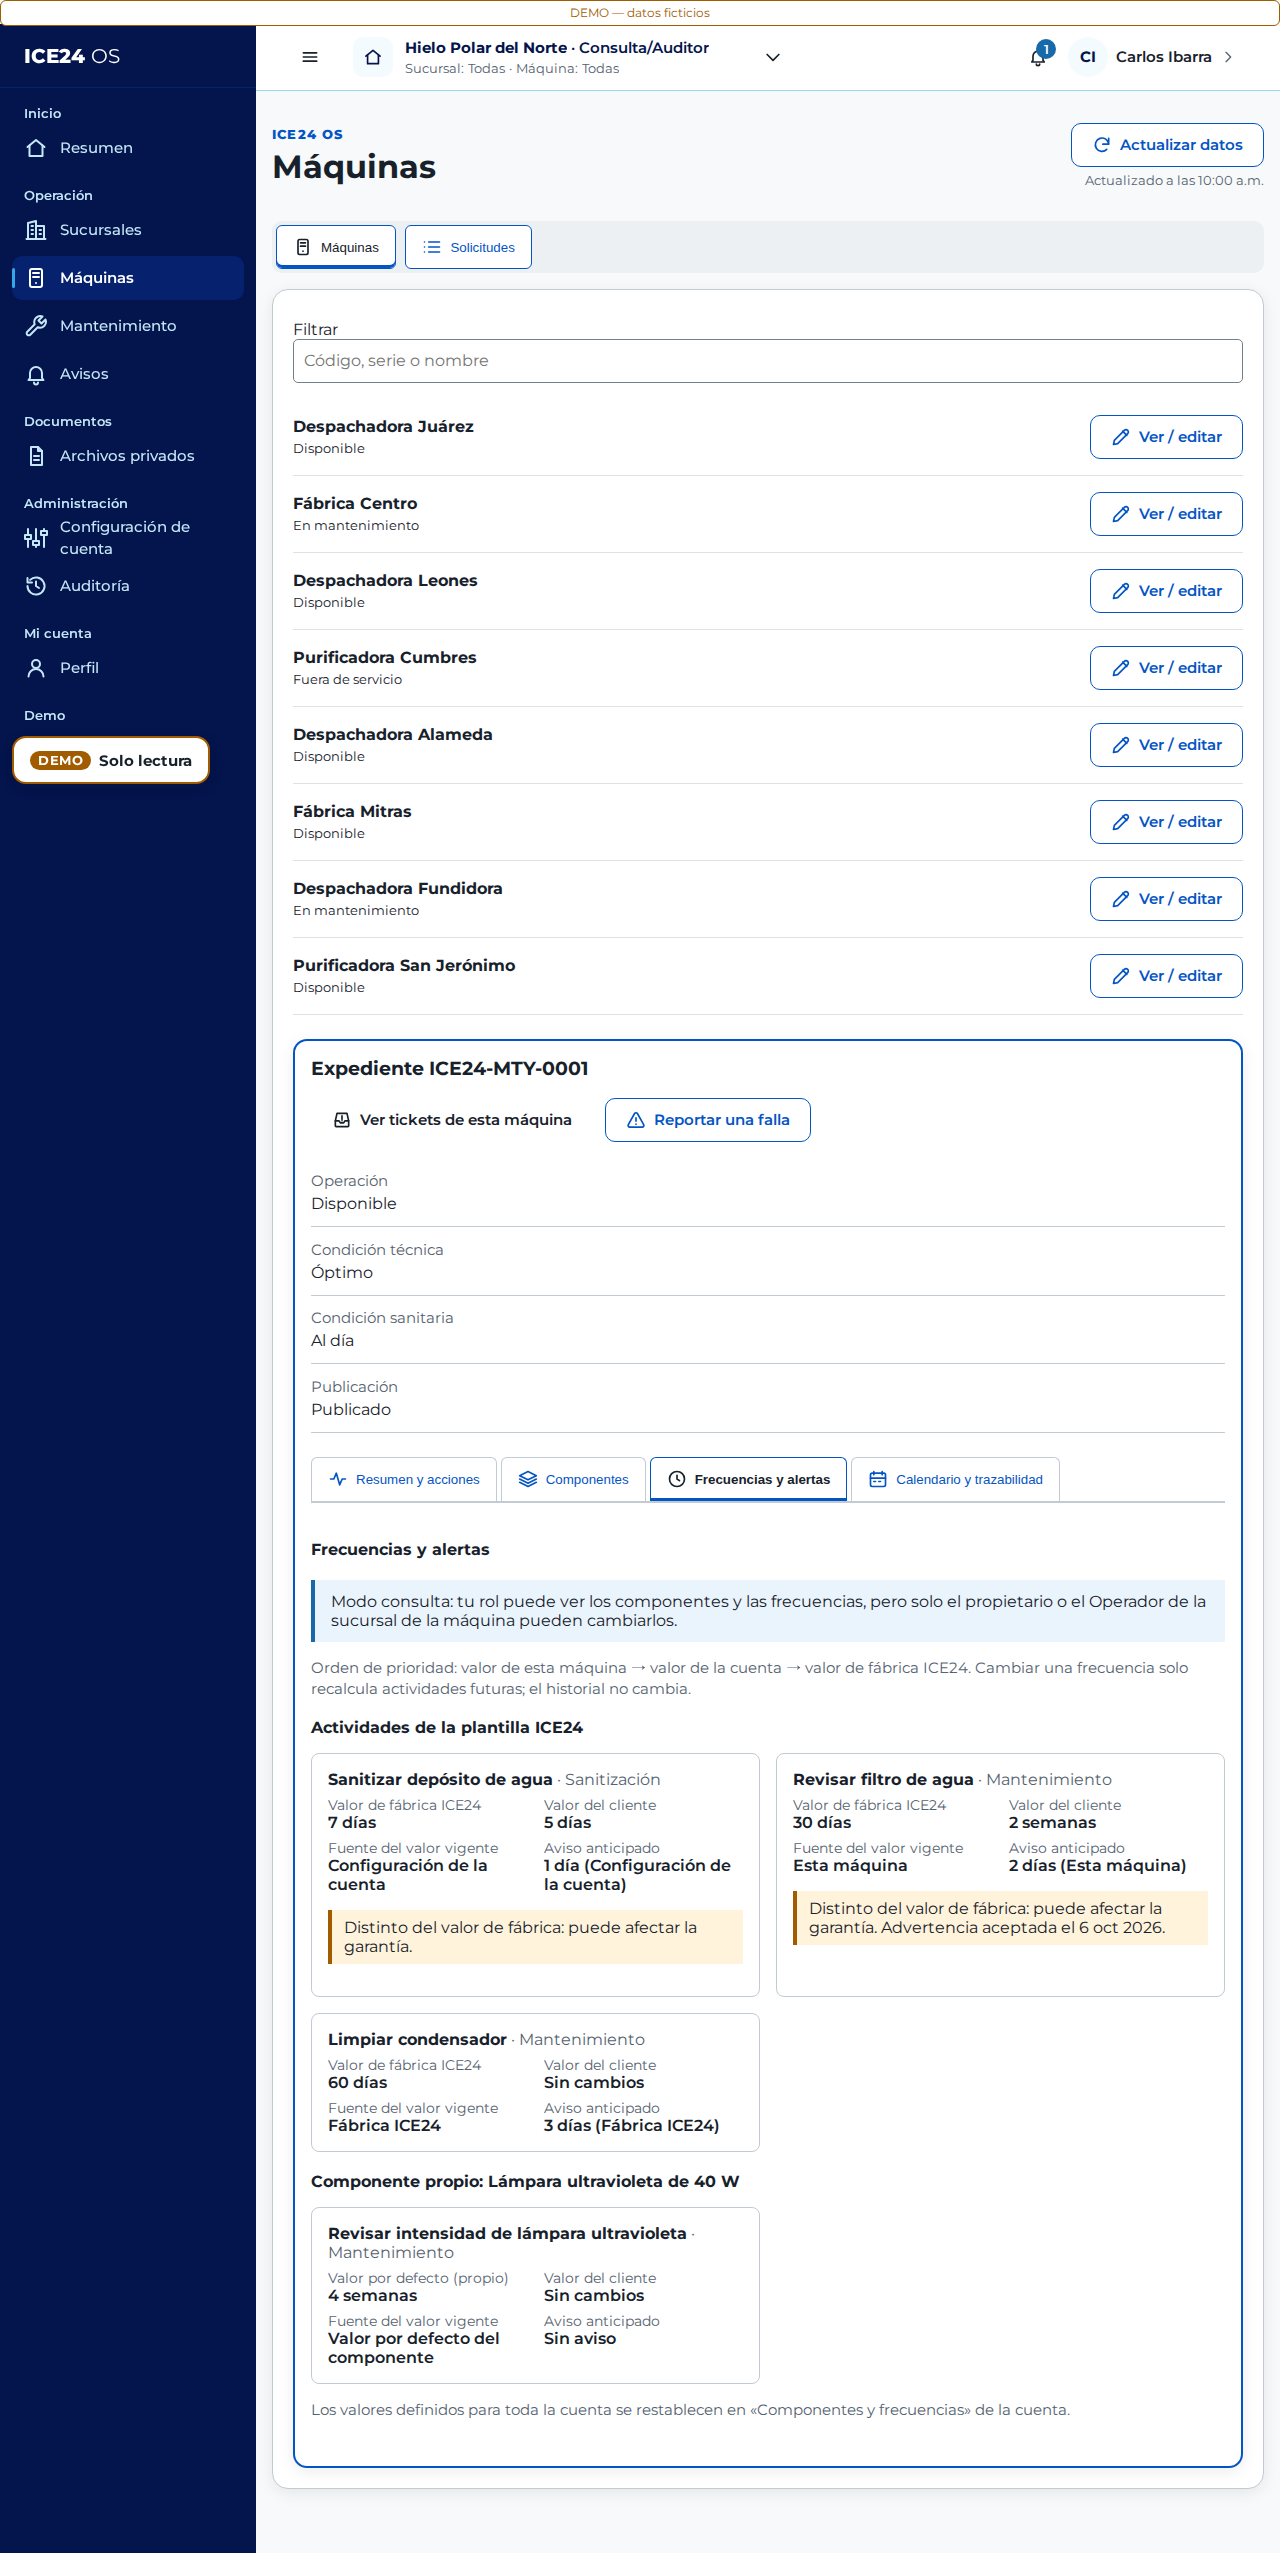 DEMO — datos ficticios
ICE24 OS
Hielo Polar del Norte · Consulta/Auditor
Sucursal: Todas · Máquina: Todas
1
CI
Carlos Ibarra
Inicio
Resumen
Operación
Sucursales
Máquinas
Mantenimiento
Avisos
Documentos
Archivos privados
Administración
Configuración de
cuenta
Auditoría
Mi cuenta
Perfil
Demo
DEMO Solo lectura
ICE24 OS
Máquinas
Actualizar datos
Actualizado a las 10:00 a.m.
Máquinas
Solicitudes
Filtrar
Código, serie o nombre
Despachadora Juárez
Disponible
Ver / editar
Fábrica Centro
En mantenimiento
Ver / editar
Despachadora Leones
Disponible
Ver / editar
Purificadora Cumbres
Fuera de servicio
Ver / editar
Despachadora Alameda
Disponible
Ver / editar
Fábrica Mitras
Disponible
Ver / editar
Despachadora Fundidora
En mantenimiento
Ver / editar
Purificadora San Jerónimo
Disponible
Ver / editar
Expediente ICE24-MTY-0001
Ver tickets de esta máquina
Reportar una falla
Operación
Disponible
Condición técnica
Óptimo
Condición sanitaria
Al día
Publicación
Publicado
Resumen y acciones
Componentes
Frecuencias y alertas
Calendario y trazabilidad
Frecuencias y alertas
Modo consulta: tu rol puede ver los componentes y las frecuencias, pero solo el propietario o el Operador de la
sucursal de la máquina pueden cambiarlos.
Orden de prioridad: valor de esta máquina → valor de la cuenta → valor de fábrica ICE24. Cambiar una frecuencia solo
recalcula actividades futuras; el historial no cambia.
Actividades de la plantilla ICE24
Sanitizar depósito de agua · Sanitización
Valor de fábrica ICE24
7 días
Valor del cliente
5 días
Fuente del valor vigente
Configuración de la
cuenta
Aviso anticipado
1 día (Configuración de
la cuenta)
Distinto del valor de fábrica: puede afectar la
garantía.
Revisar filtro de agua · Mantenimiento
Valor de fábrica ICE24
30 días
Valor del cliente
2 semanas
Fuente del valor vigente
Esta máquina
Aviso anticipado
2 días (Esta máquina)
Distinto del valor de fábrica: puede afectar la
garantía. Advertencia aceptada el 6 oct 2026.
Limpiar condensador · Mantenimiento
Valor de fábrica ICE24
60 días
Valor del cliente
Sin cambios
Fuente del valor vigente
Fábrica ICE24
Aviso anticipado
3 días (Fábrica ICE24)
Componente propio: Lámpara ultravioleta de 40 W
Revisar intensidad de lámpara ultravioleta ·
Mantenimiento
Valor por defecto (propio)
4 semanas
Valor del cliente
Sin cambios
Fuente del valor vigente
Valor por defecto del
componente
Aviso anticipado
Sin aviso
Los valores definidos para toda la cuenta se restablecen en «Componentes y frecuencias» de la cuenta.